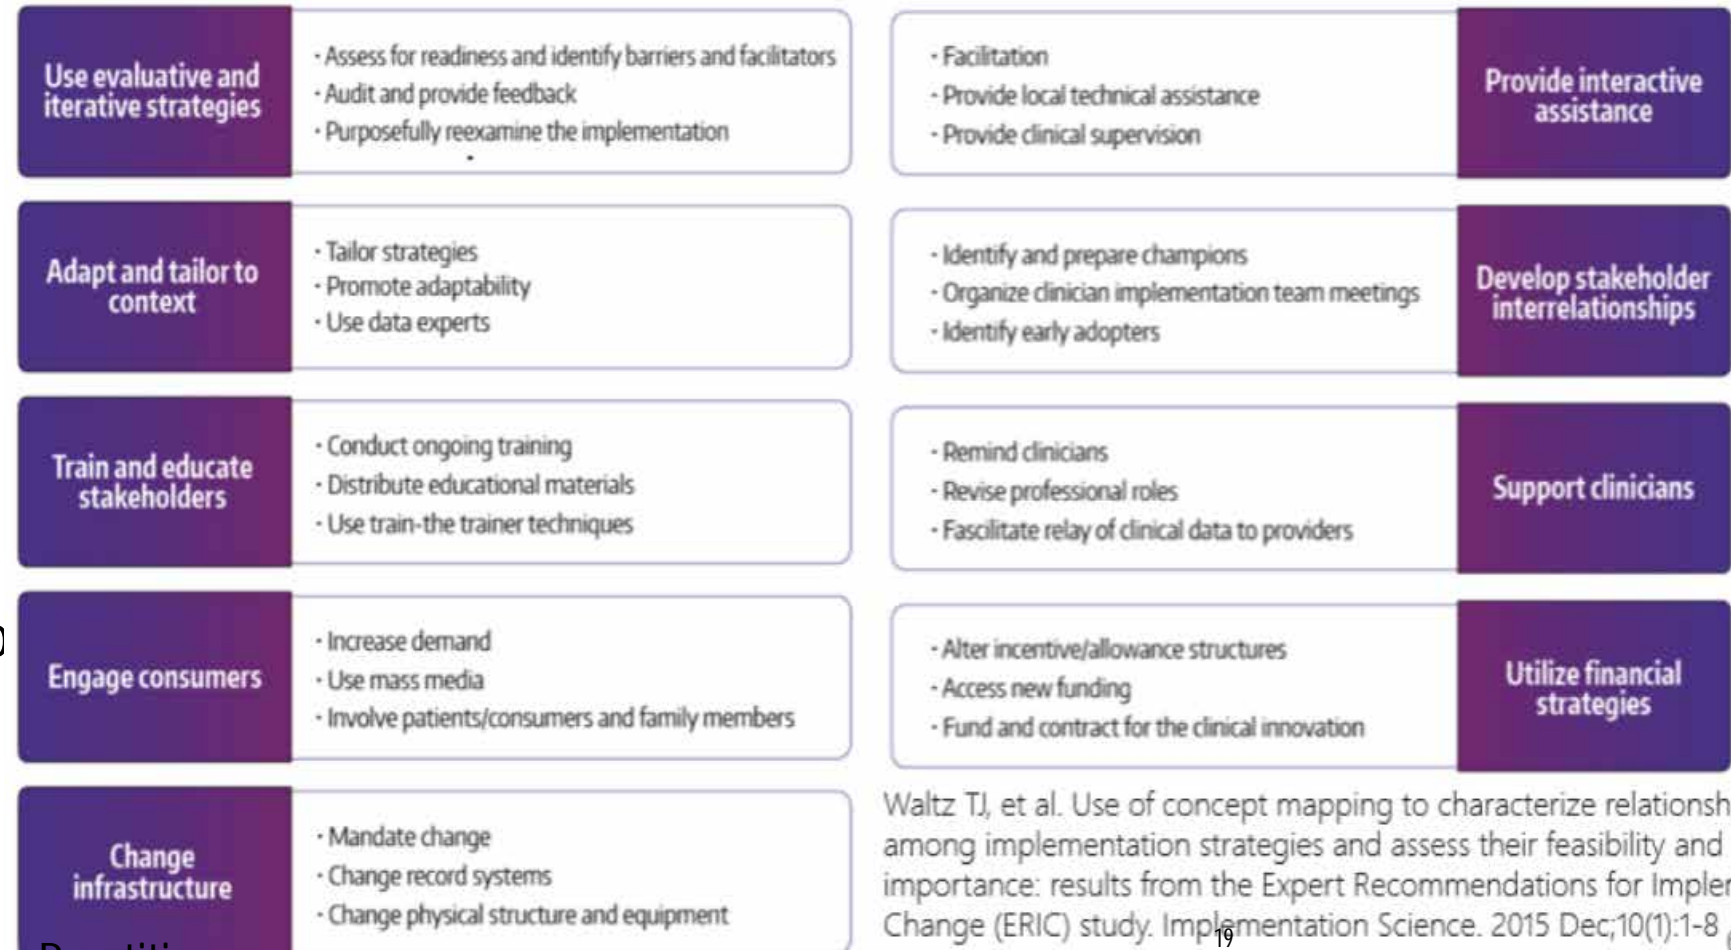 Use evaluative and
iterative strategies
· Assess for readiness and identify barriers and facilitators
· Audit and provide feedback
· Purposefully reexamine the implementation
Adapt and tailor to
context
· Tailor strategies
· Promote adaptability
· Use data experts
Train and educate
stakeholders
· Conduct ongoing training
· Distribute educational materials
· Use train-the trainer techniques
Engage consumers
· Increase demand
· Use mass media
· Involve patients/consumers and family members
Change
infrastructure
· Mandate change
· Change record systems
· Change physical structure and equipment
· Facilitation
· Provide local technical assistance
· Provide clinical supervision
Provide interactive
assistance
· Identify and prepare champions
· Organize clinician implementation team meetings
· Identify early adopters
Develop stakeholder
interrelationships
· Remind clinicians
· Revise professional roles
· Fascilitate relay of clinical data to providers
Support clinicians
· Alter incentive/allowance structures
· Access new funding
· Fund and contract for the clinical innovation
Utilize financial
strategies
Waltz TJ, et al. Use of concept mapping to characterize relationsh
among implementation strategies and assess their feasibility and
importance: results from the Expert Recommendations for Implem
Change (ERIC) study. Implementation Science. 2015 Dec;10(1):1-8
19